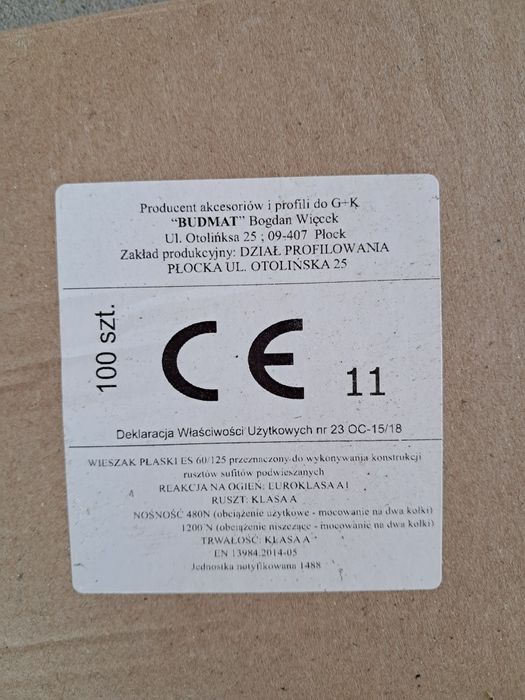 Producent akcesoriów i profili do G+K
“BUDMAT” Bogdan Więcek
Ul. Otolińksa 25 ; 09-407 Płock
Zakład produkcyjny: DZIAŁ PROFILOWANIA
PŁOCKA UL. OTOLIŃSKA 25
100 szt.
CE 11
Deklaracja Właściwości Użytkowych nr 23 OC-15/18
WIESZAK PŁASKI ES 60/125 przeznaczony do wykonywania konstrukcji
rusztów sufitów podwieszanych
REAKCJA NA OGIEŃ: EUROKLASA A1
RUSZT: KLASA A
NOŚNOŚĆ 480N (obciążenie użytkowe - mocowanie na dwa kołki)
1200 N (obciążenie niszczące - mocowanie na dwa kołki)
TRWAŁOŚĆ: KLASA A
EN 13984:2014-05
Jednostka notyfikowana 1488